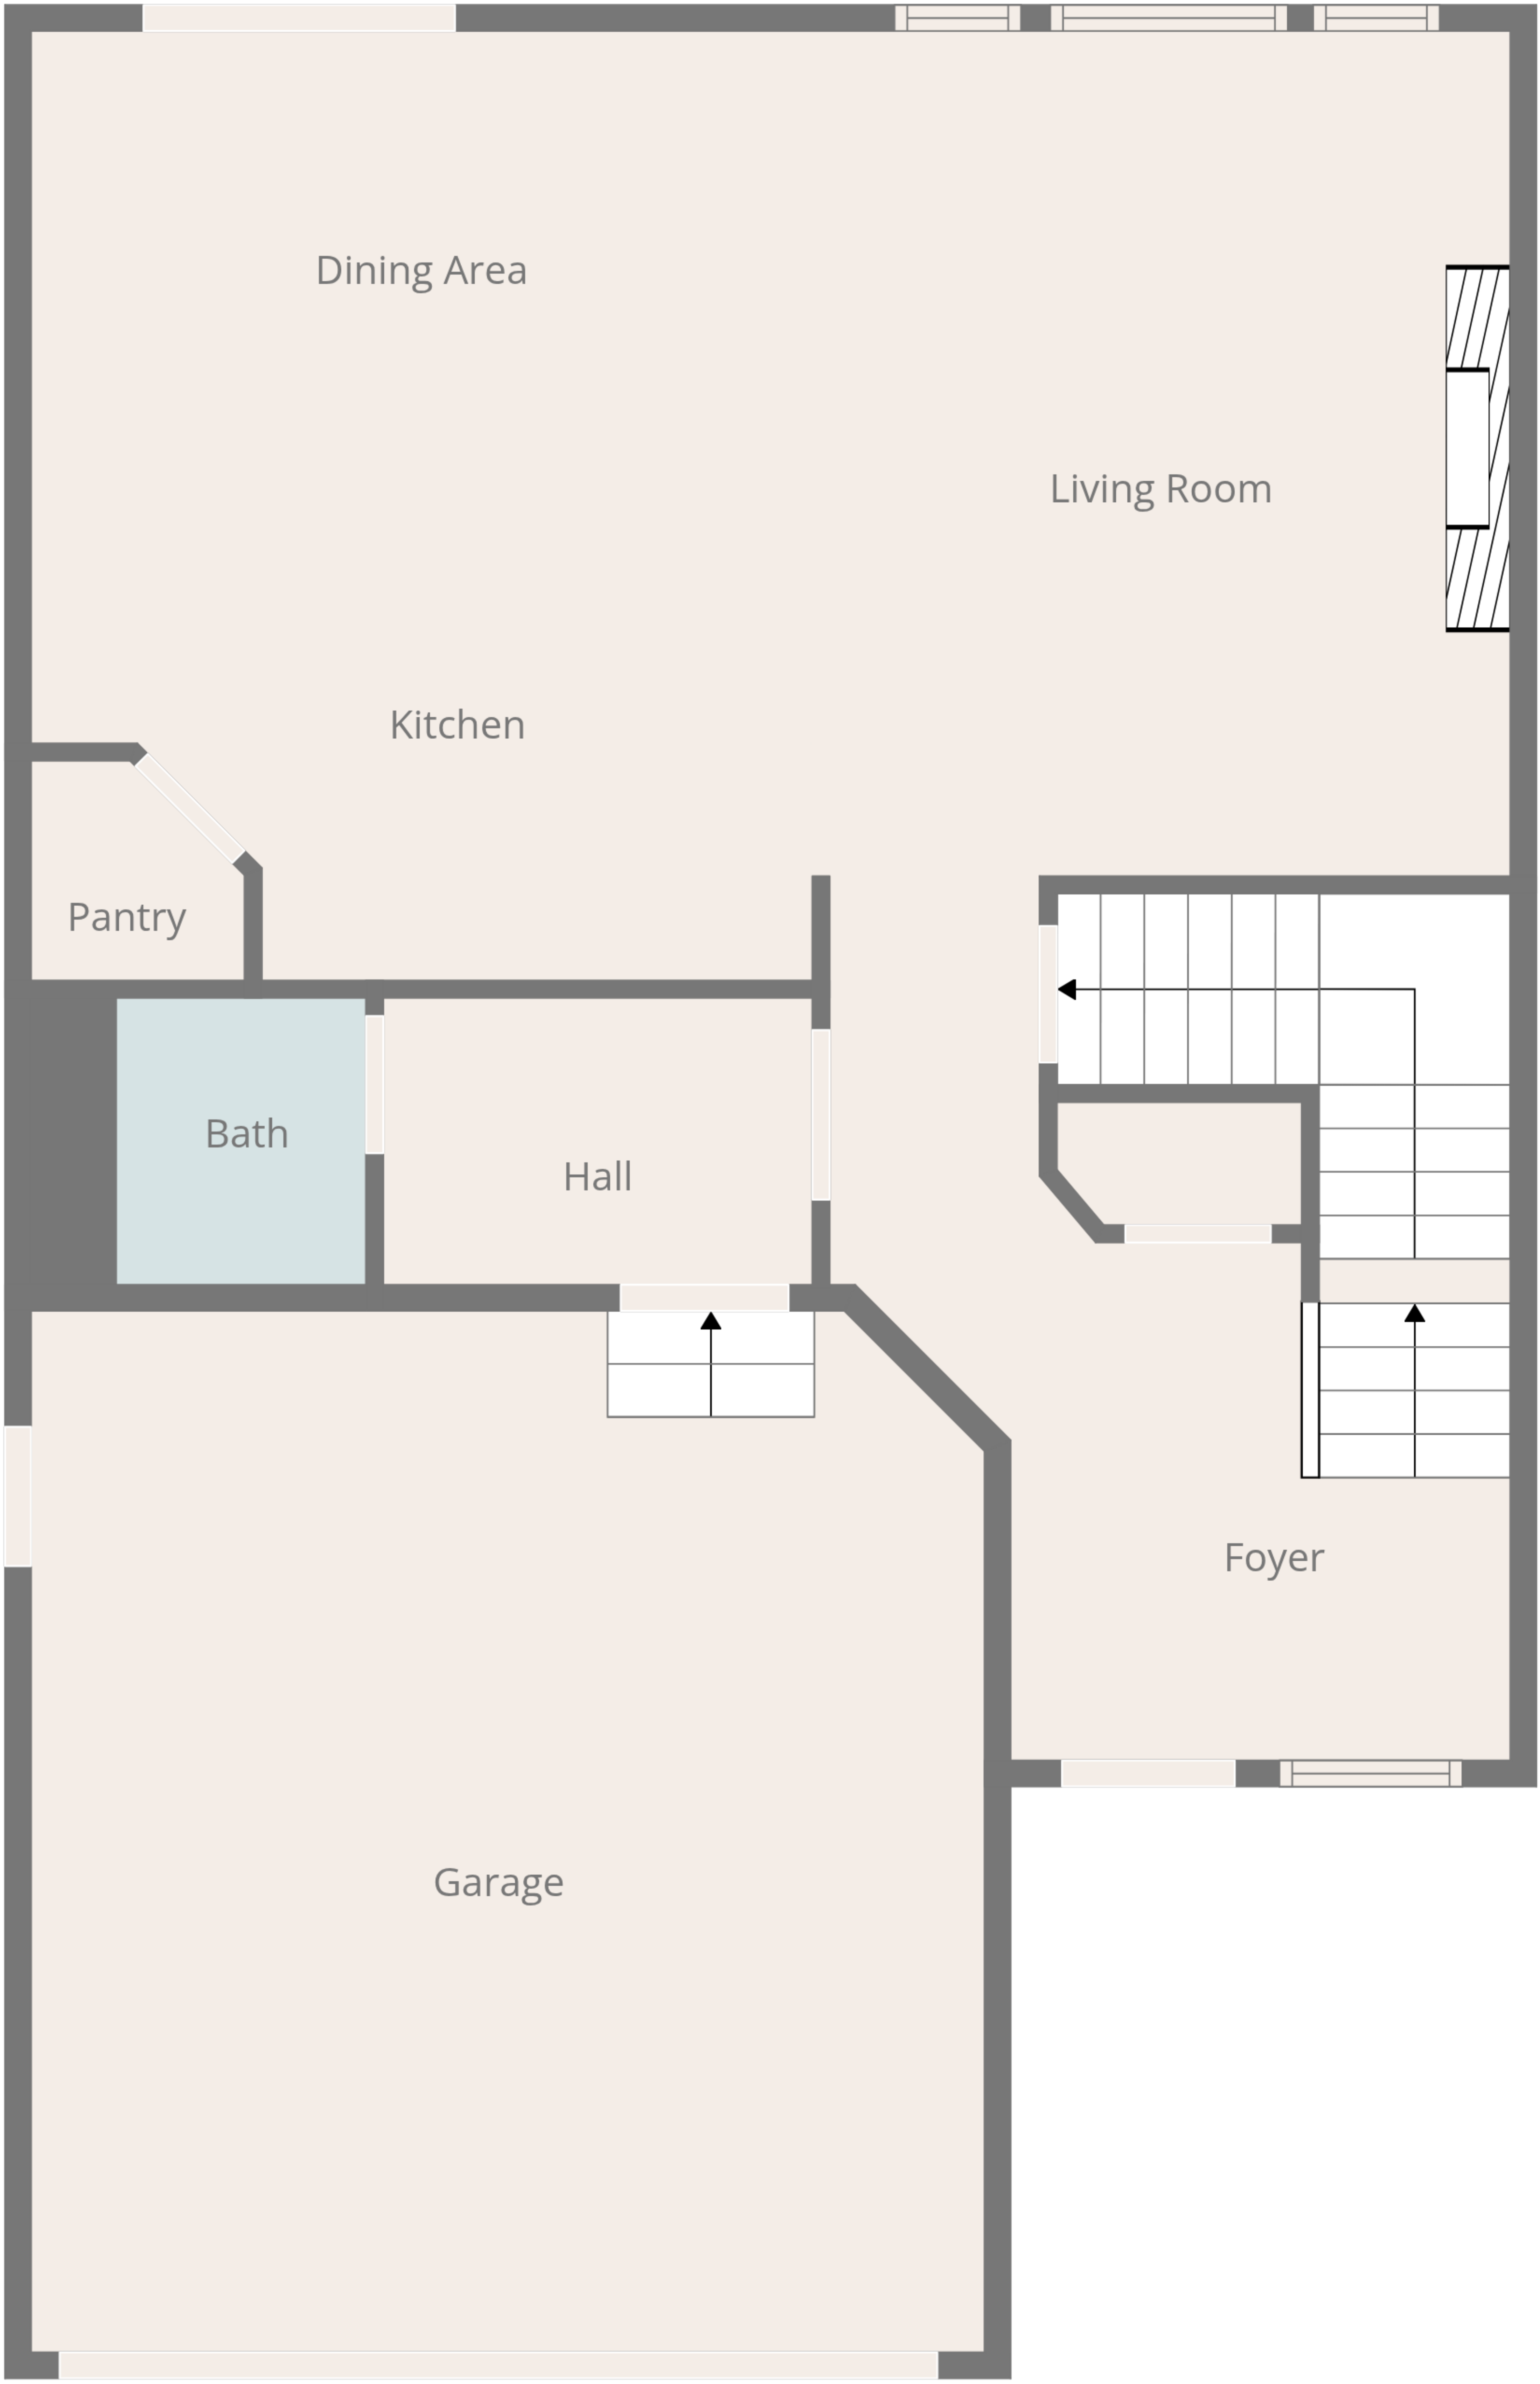 Dining Area
Living Room
Kitchen
Pantry
Bath
Hall
Foyer
Garage